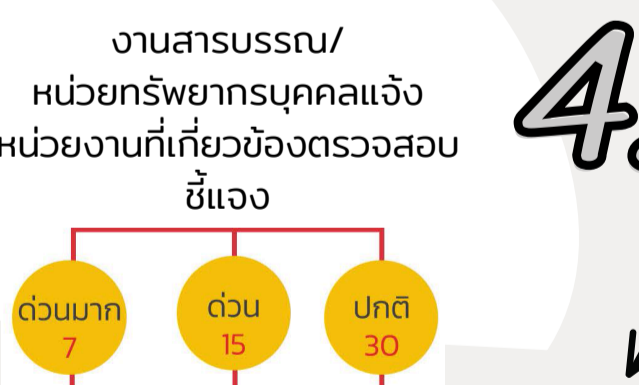 งานสารบรรณ/
หน่วยทรัพยากรบุคคลแจ้ง
หน่วยงานที่เกี่ยวข้องตรวจสอบ
ชี้แจง
4.
ด่วนมาก
7
ด่วน
15
ปกติ
30